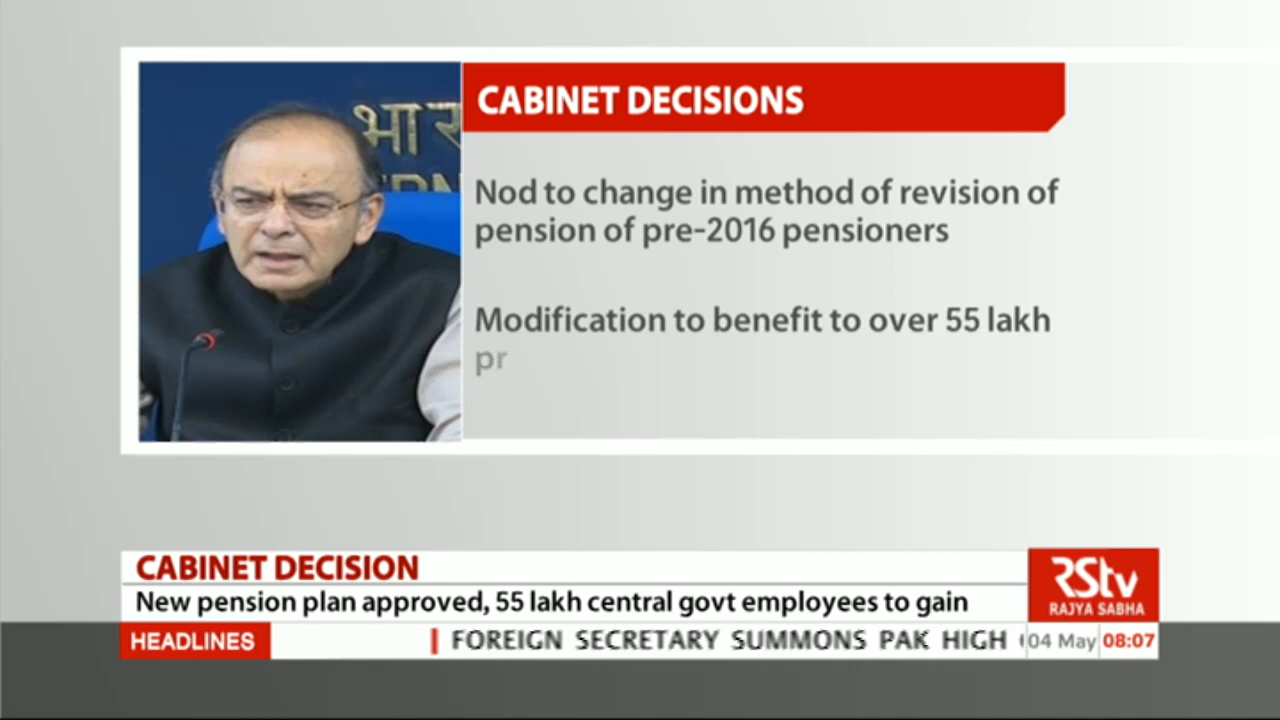 भार
CABINET DECISIONS
Nod to change in method of revision of
pension of pre-2016 pensioners
Modification to benefit to over 55 lakh
pr
CABINET DECISION
New pension plan approved, 55 lakh central govt employees to gain
RStv
RAJYA SABHA
HEADLINES
FOREIGN SECRETARY SUMMONS PAK HIGH
04 May 08:07